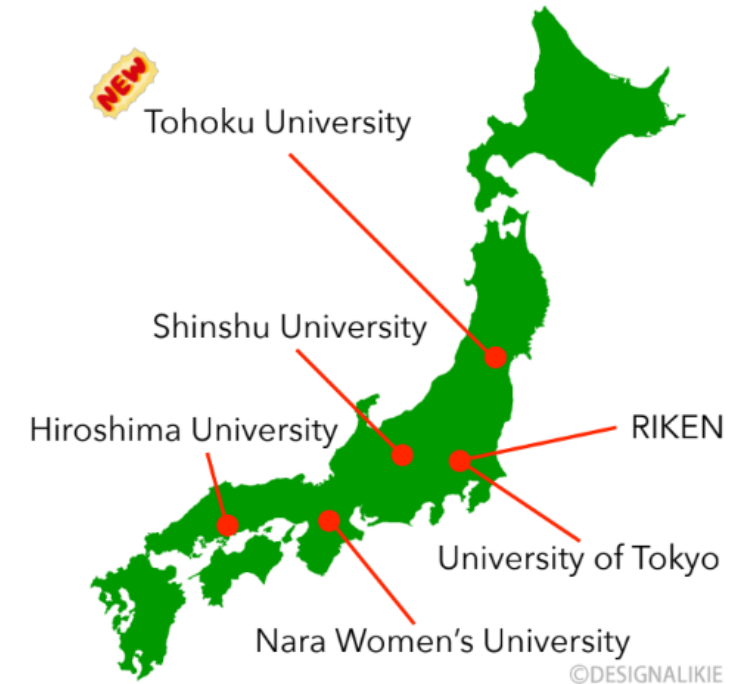 NEW
Tohoku University
Shinshu University
Hiroshima University
RIKEN
University of Tokyo
Nara Women's University
©DESIGNALIKIE